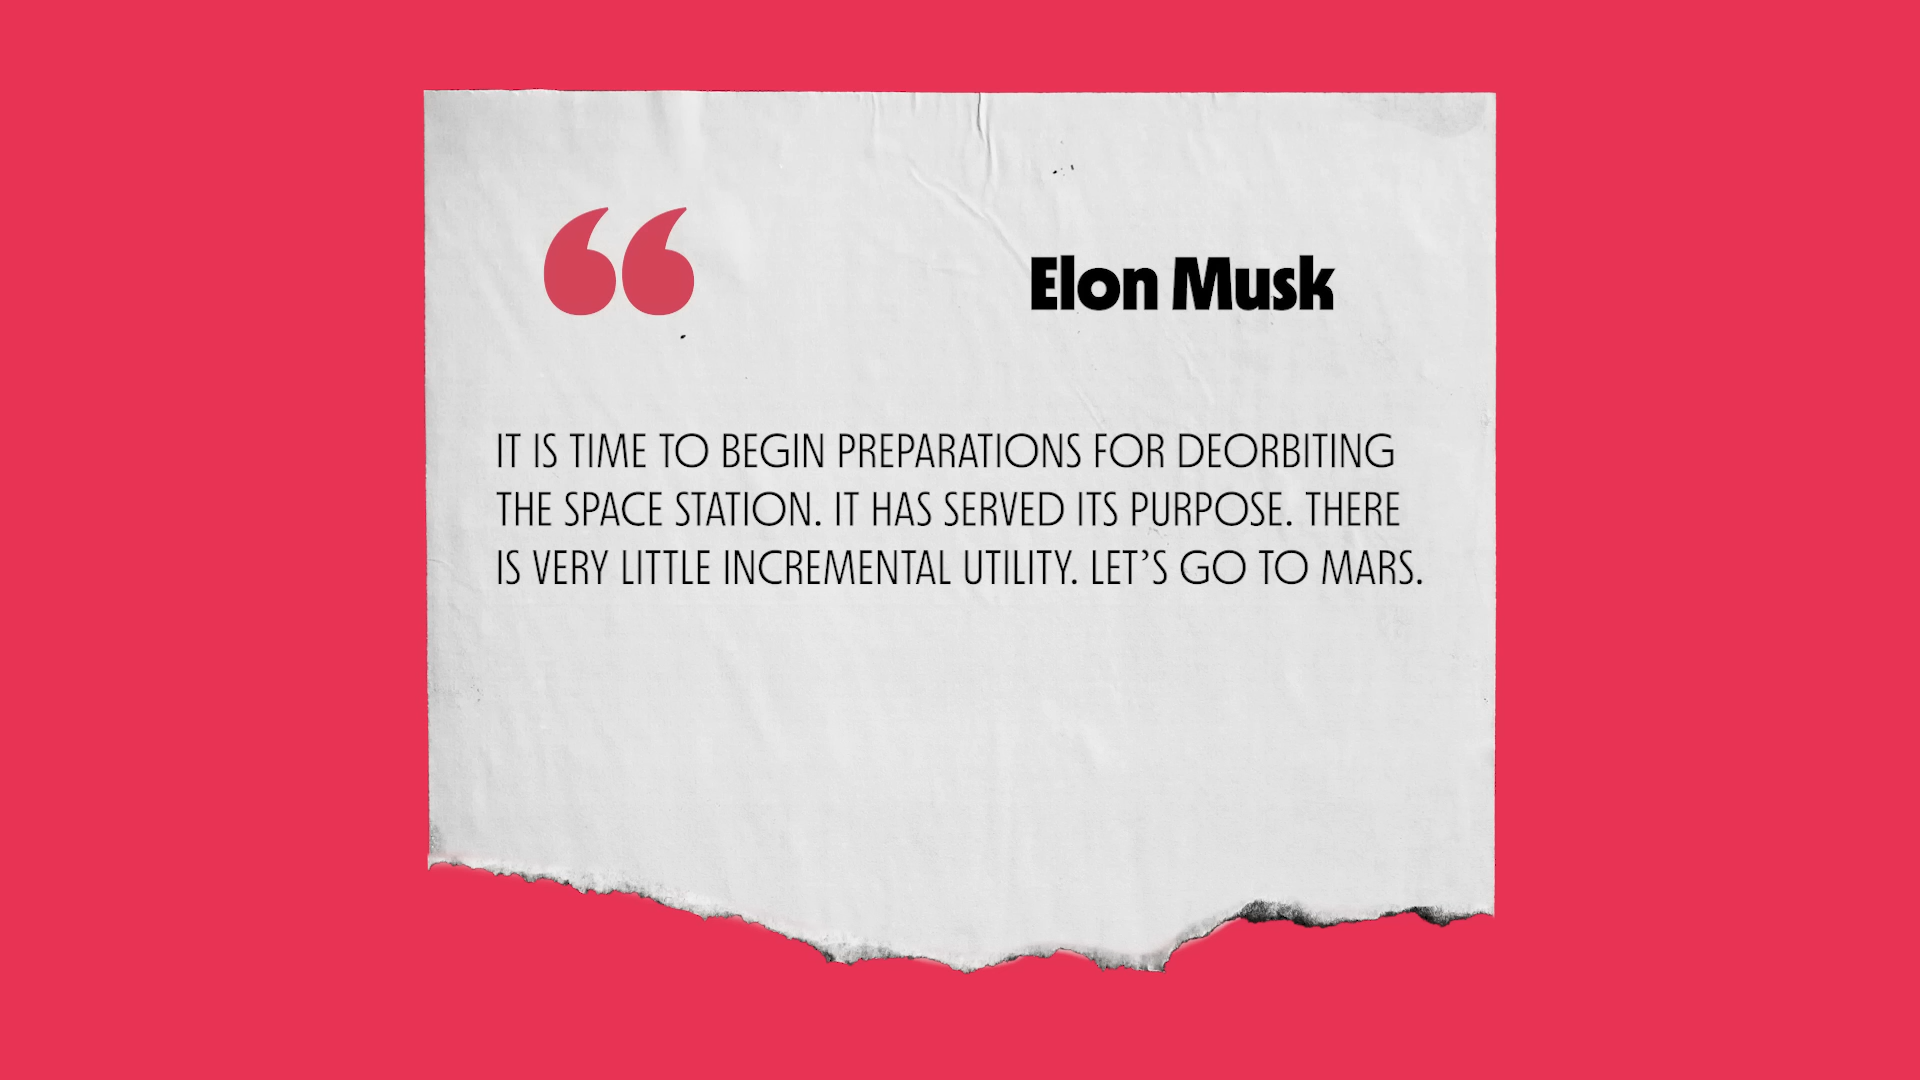 “
Elon Musk
IT IS TIME TO BEGIN PREPARATIONS FOR DEORBITING
THE SPACE STATION. IT HAS SERVED ITS PURPOSE. THERE
IS VERY LITTLE INCREMENTAL UTILITY. LET’S GO TO MARS.